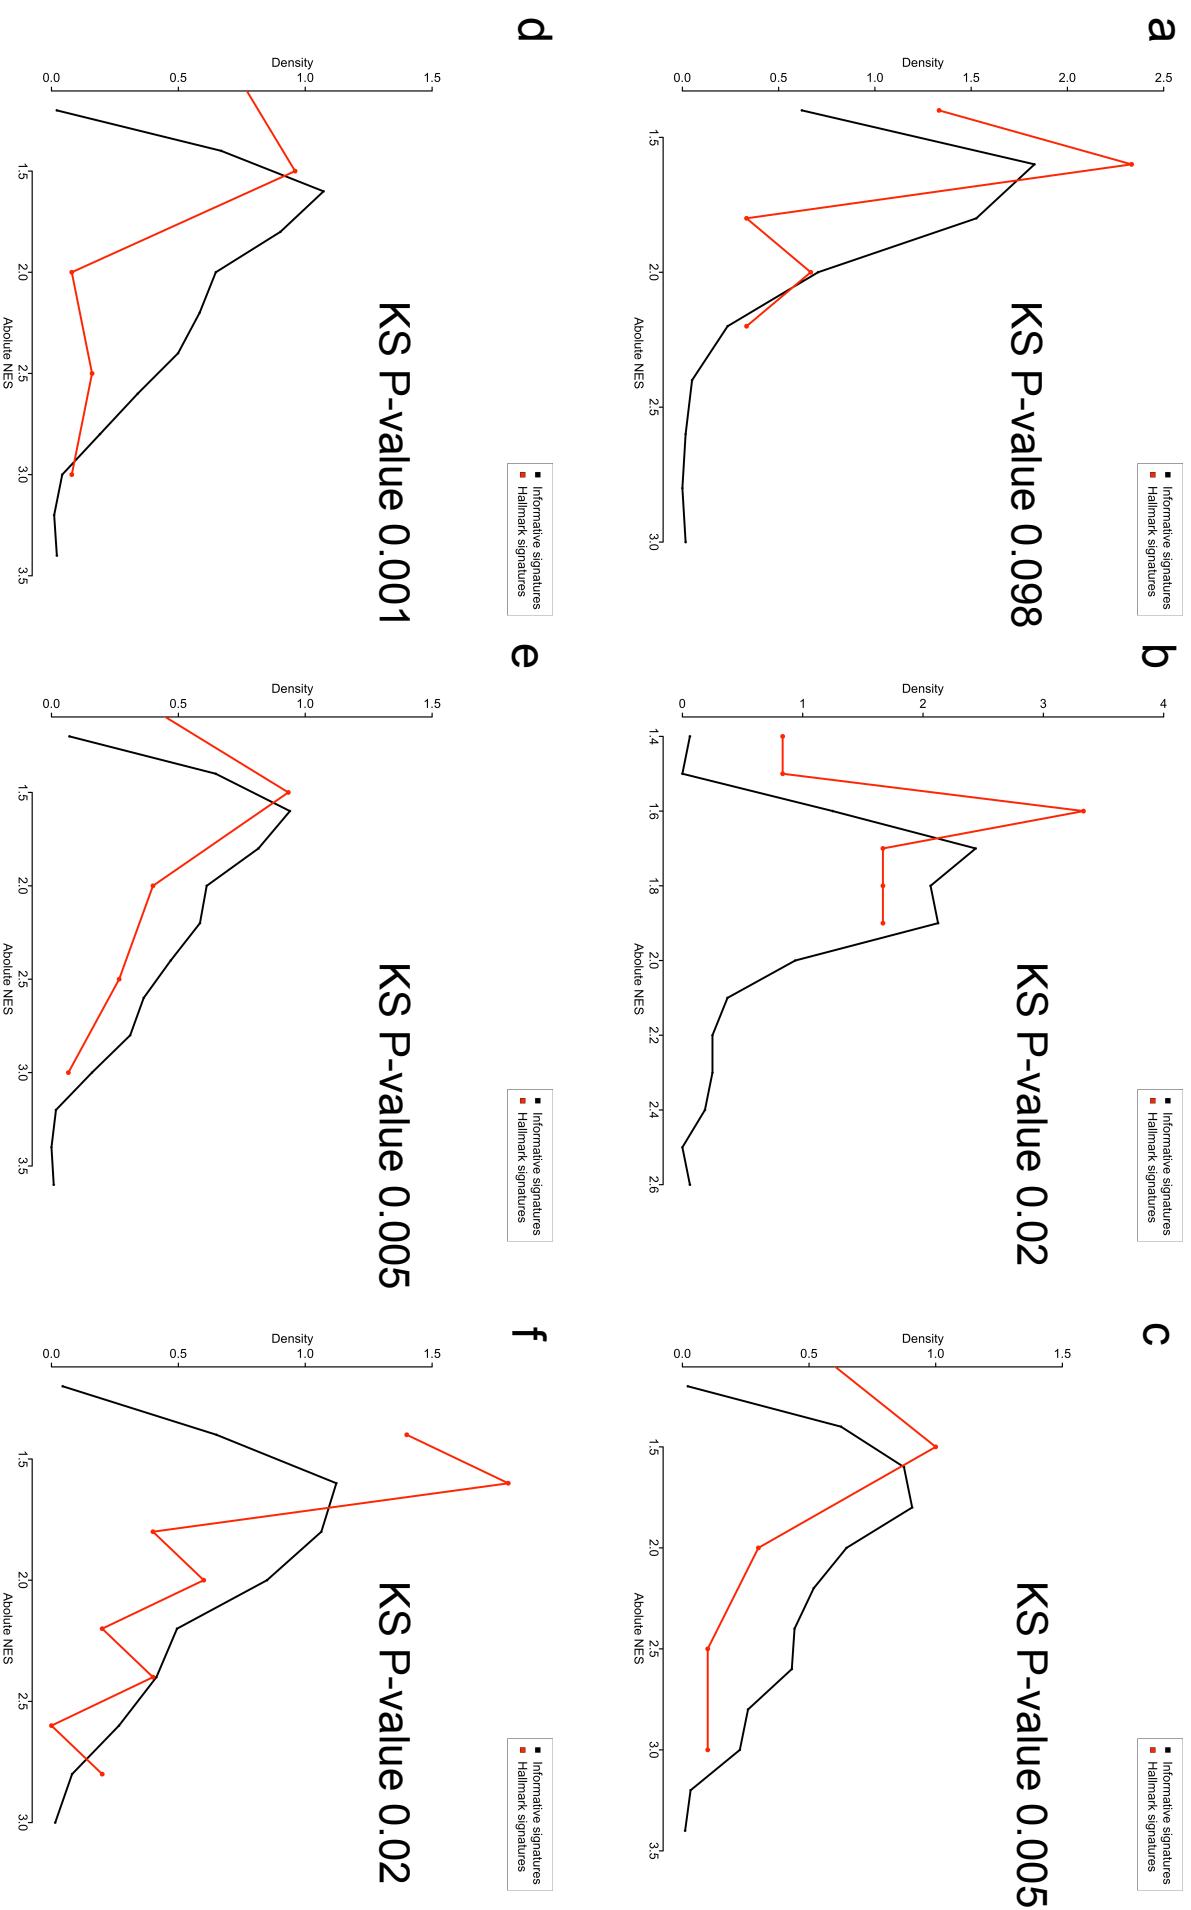 a
Density
0.0 0.5 1.0 1.5 2.0 2.5
1.5 2.0 2.5 3.0
Abolute NES
KS P-value 0.098
Informative signatures
Hallmark signatures
b
Density
0 1 2 3 4
1.4 1.6 1.8 2.0 2.2 2.4 2.6
Abolute NES
KS P-value 0.02
Informative signatures
Hallmark signatures
c
Density
0.0 0.5 1.0 1.5
1.5 2.0 2.5 3.0 3.5
Abolute NES
KS P-value 0.005
Informative signatures
Hallmark signatures
d
Density
0.0 0.5 1.0 1.5
1.5 2.0 2.5 3.0 3.5
Abolute NES
KS P-value 0.001
Informative signatures
Hallmark signatures
e
Density
0.0 0.5 1.0 1.5
1.5 2.0 2.5 3.0 3.5
Abolute NES
KS P-value 0.005
Informative signatures
Hallmark signatures
f
Density
0.0 0.5 1.0 1.5
1.5 2.0 2.5 3.0
Abolute NES
KS P-value 0.02
Informative signatures
Hallmark signatures